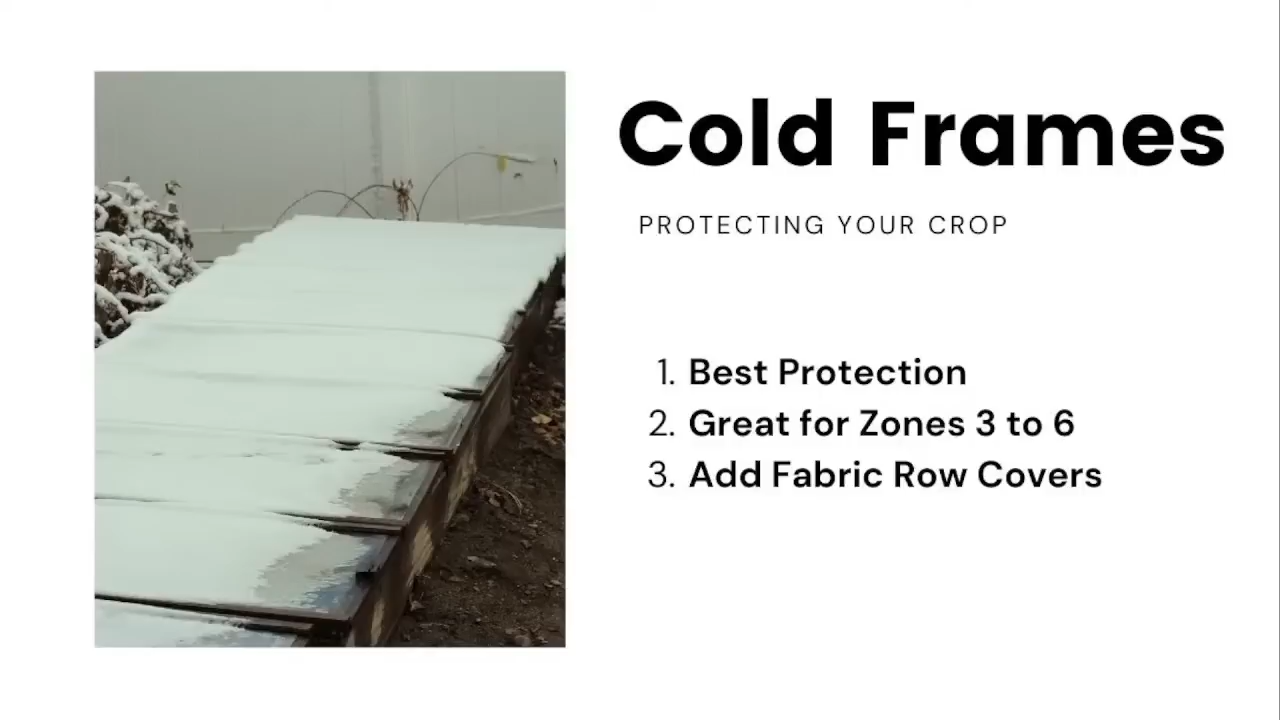 Cold Frames
PROTECTING YOUR CROP
1. Best Protection
2. Great for Zones 3 to 6
3. Add Fabric Row Covers